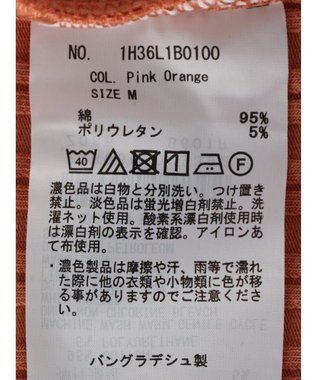 NO. 1H36L1B0100
COL. Pink Orange
SIZE M
綿 95%
ポリウレタン 5%
40
F
濃色品は白物と分別洗い。つけ置き
禁止。淡色品は蛍光増白剤禁止。洗
濯ネット使用。酸素系漂白剤使用時
は漂白剤の表示を確認。アイロンあ
て布使用。
・濃色製品は摩擦や汗、雨等で濡れ
た際に他の衣類や小物類に色が移
る事がありますのでご注意くださ
い。
バングラデシュ製